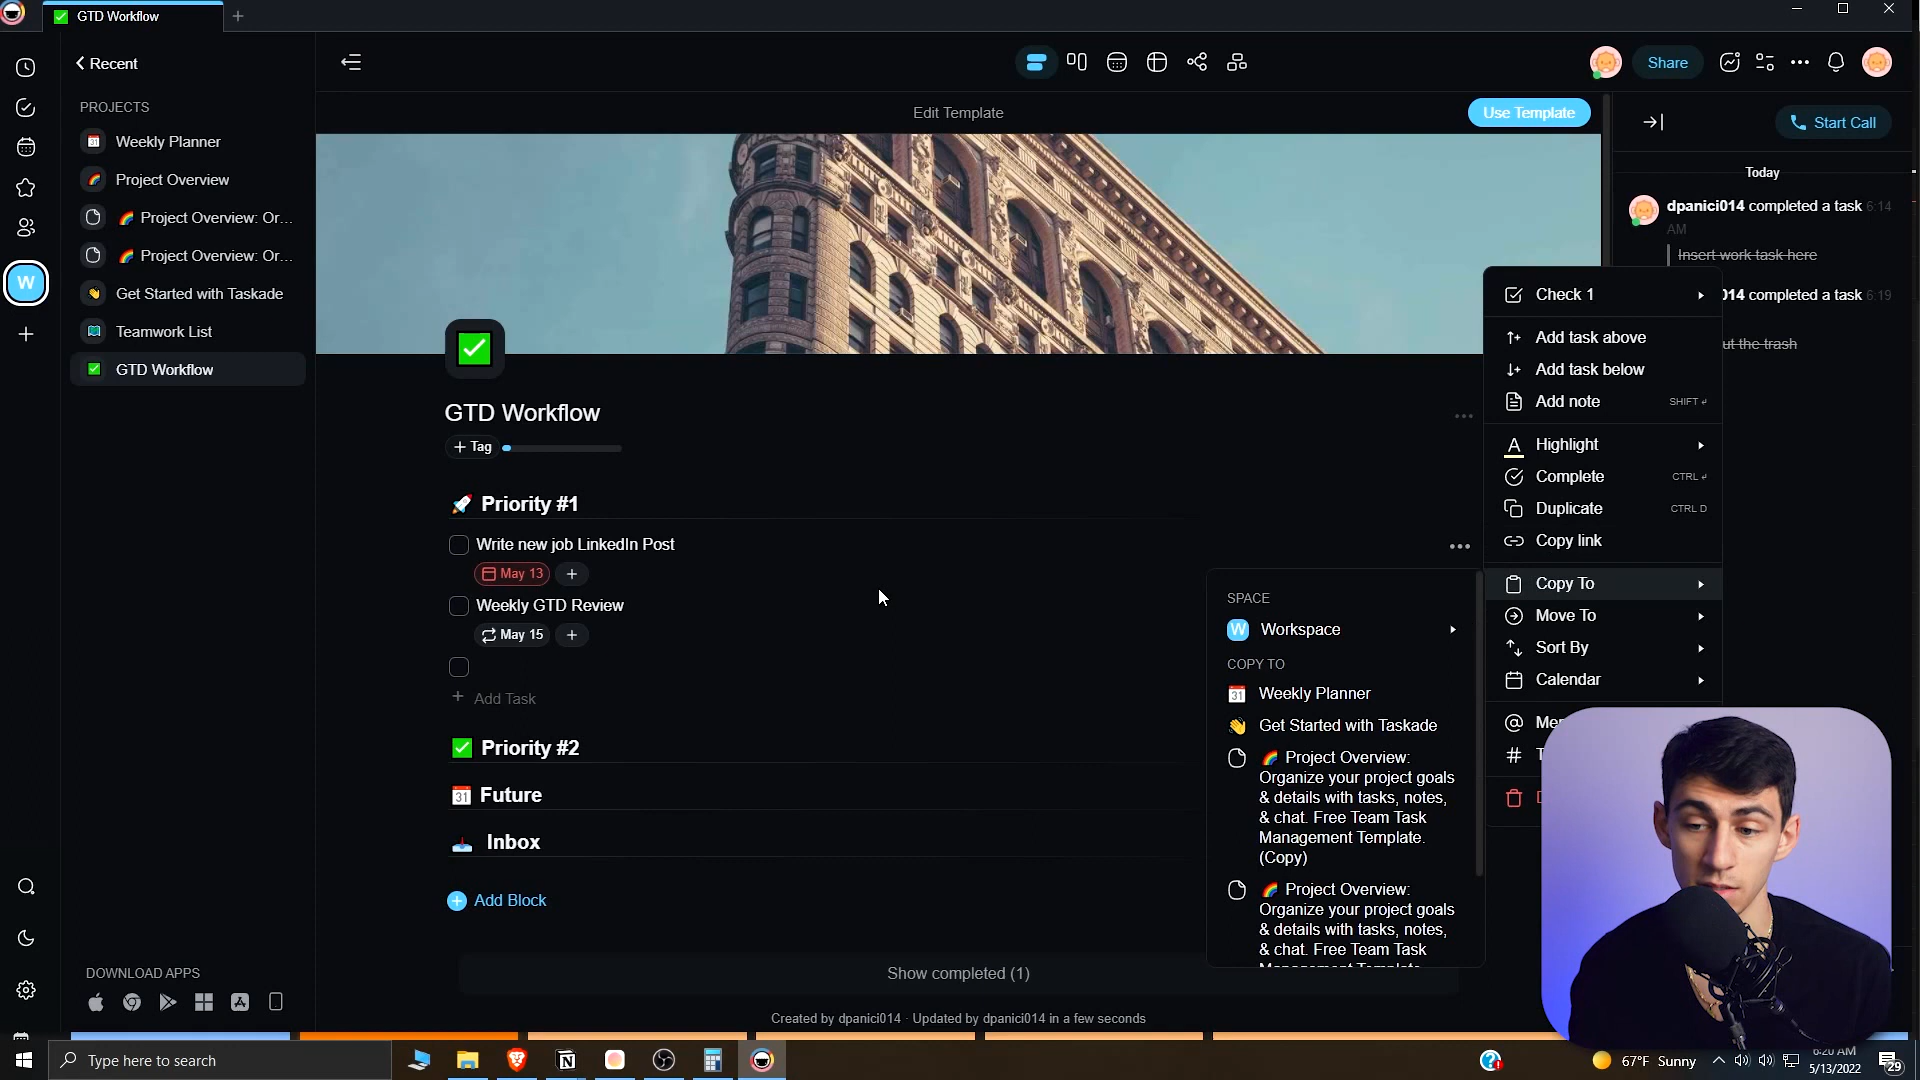 GTD Workflow
Recent
PROJECTS
Weekly Planner
Project Overview
Project Overview: Or...
Project Overview: Or...
Get Started with Taskade
Teamwork List
GTD Workflow
W
DOWNLOAD APPS
Share
Edit Template
Use Template
Start Call
Today
dpanici014 completed a task 6:14
AM
Insert work task here
014 completed a task 6:19
ut the trash
GTD Workflow
Tag
Priority #1
Write new job LinkedIn Post
May 13
Weekly GTD Review
May 15
Add Task
Priority #2
31 Future
Inbox
Add Block
Show completed (1)
Created by dpanici014 · Updated by dpanici014 in a few seconds
Check 1
Add task above
Add task below
Add note SHIFT
Highlight
Complete CTRL
Duplicate CTRL D
Copy link
Copy To
Move To
Sort By
Calendar
SPACE
W Workspace
COPY TO
31 Weekly Planner
Get Started with Taskade
Project Overview:
Organize your project goals
& details with tasks, notes,
& chat. Free Team Task
Management Template.
(Copy)
Project Overview:
Organize your project goals
& details with tasks, notes,
& chat. Free Team Task
Management Template
Type here to search
67°F Sunny
6:20 AM
5/13/2022
29